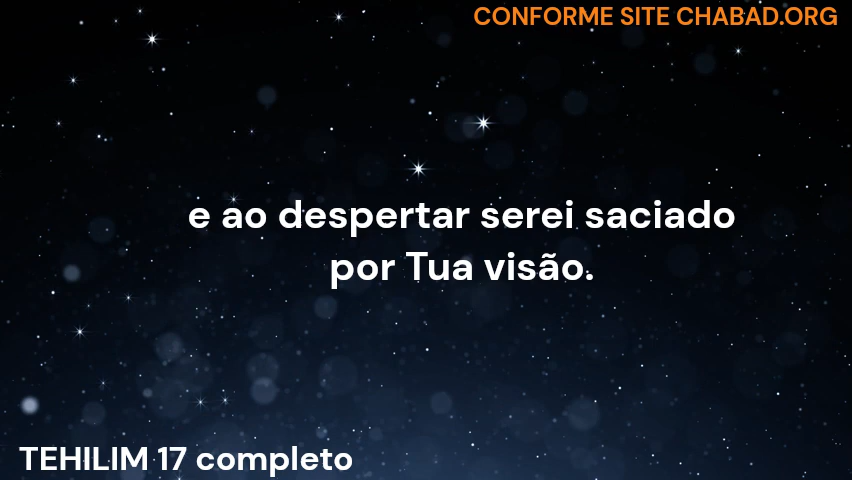 CONFORME SITE CHABAD.ORG
e ao despertar serei saciado
por Tua visão.
TEHILIM 17 completo